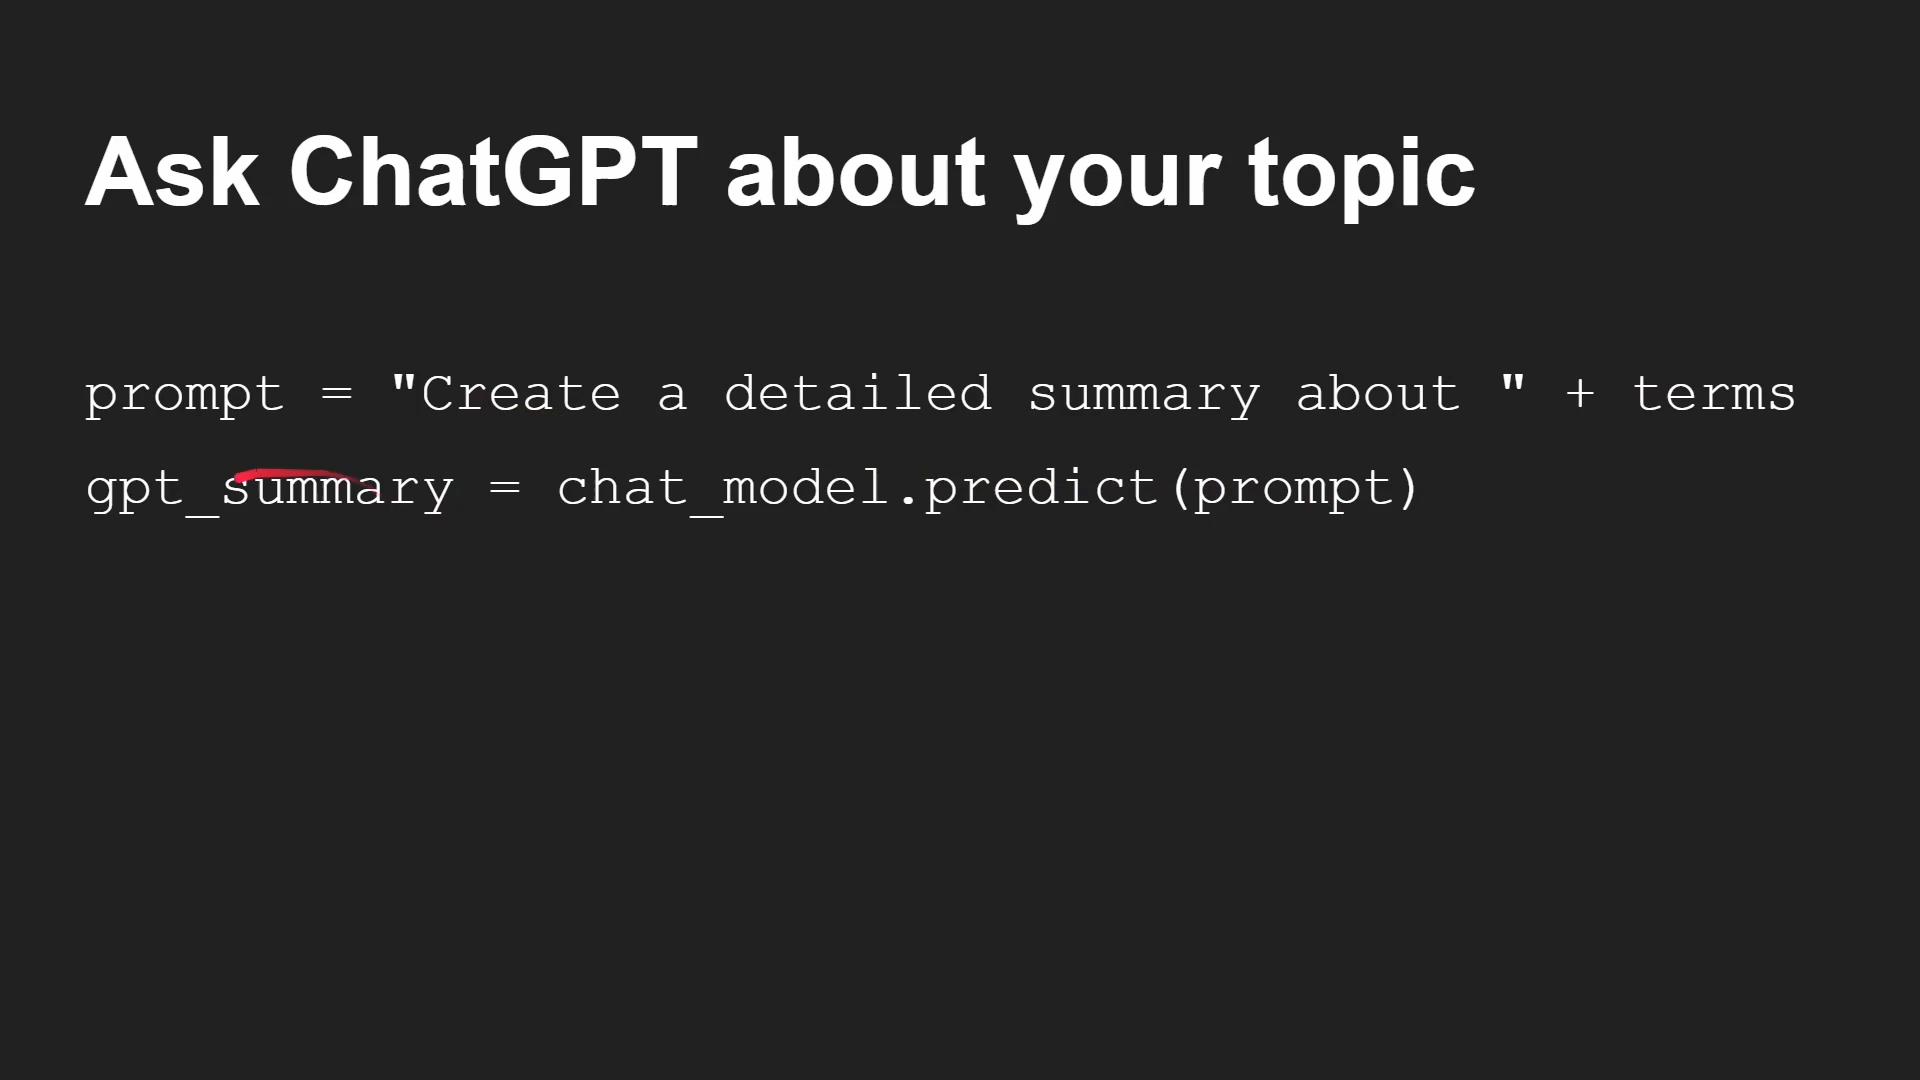 Ask ChatGPT about your topic
prompt = "Create a detailed summary about " + terms
gpt_summary = chat_model.predict(prompt)